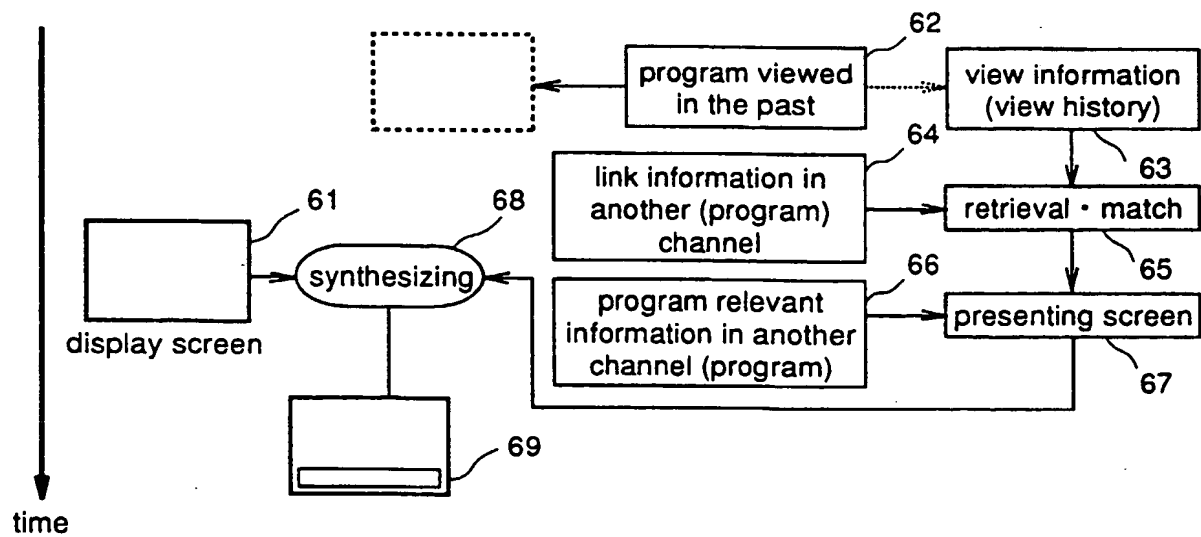 62
program viewed
in the past
view information
(view history)
64
63
link information in
another (program)
channel
retrieval・match
61
68
65
synthesizing
66
program relevant
information in another
channel (program)
presenting screen
display screen
67
69
time